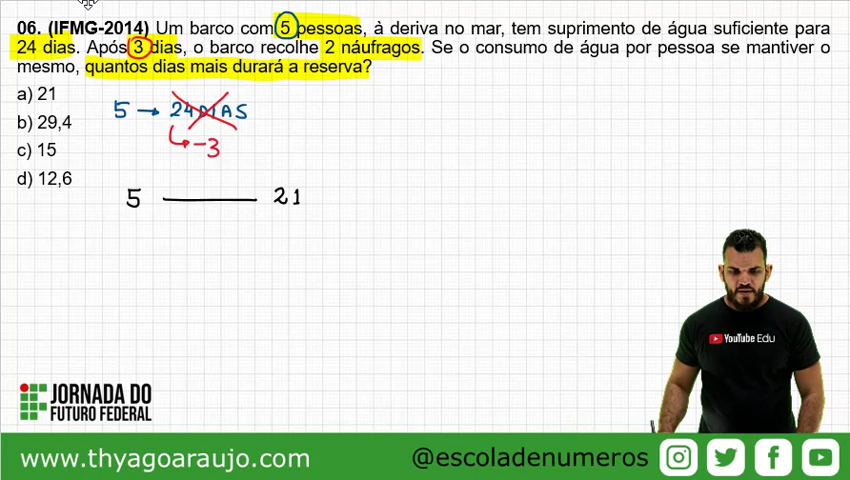 06. (IFMG-2014) Um barco com 5 pessoas, à deriva no mar, tem suprimento de água suficiente para
24 dias. Após 3 dias, o barco recolhe 2 náufragos. Se o consumo de água por pessoa se mantiver o
mesmo, quantos dias mais durará a reserva?
a) 21
b) 29,4
c) 15
d) 12,6
5 → 24 DIAS
-3
5 21
YouTube Edu
JORNADA DO
FUTURO FEDERAL
www.thyagoaraujo.com
@escoladenumeros